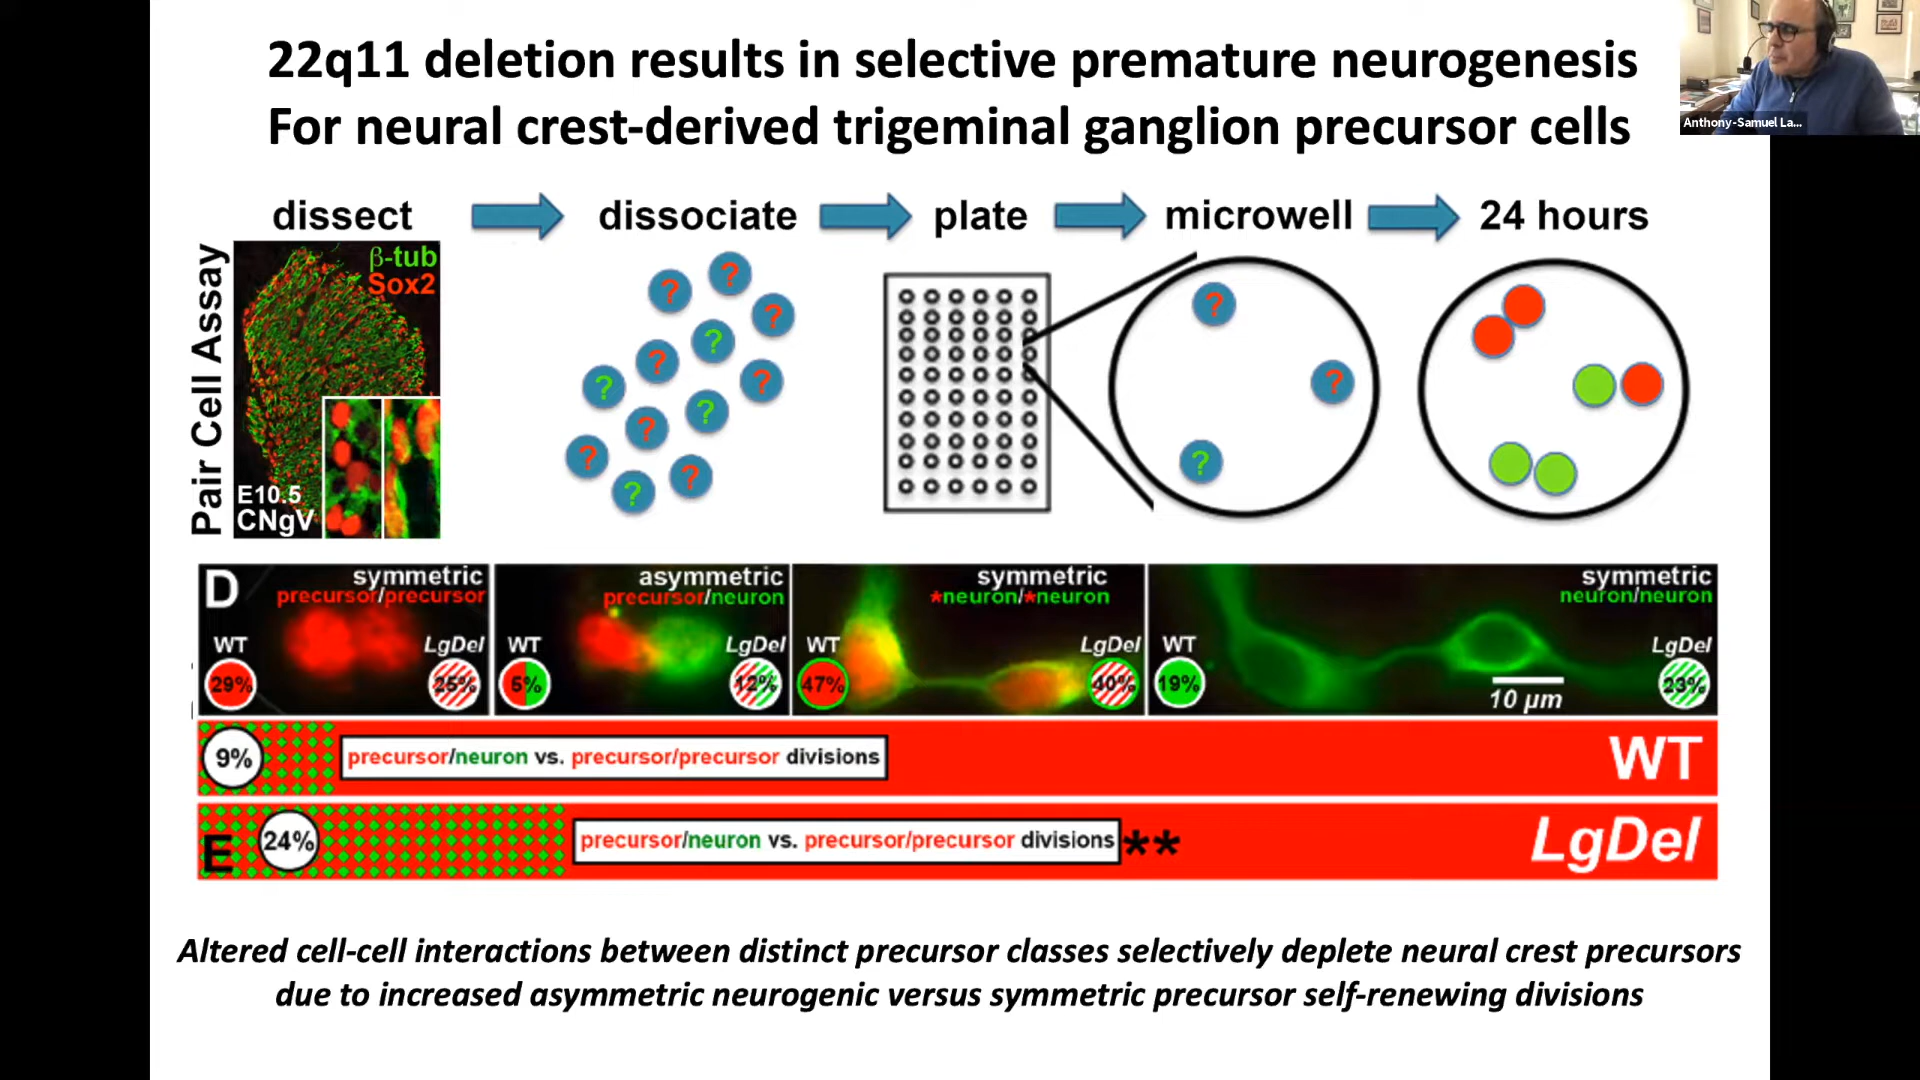 22q11 deletion results in selective premature neurogenesis
For neural crest-derived trigeminal ganglion precursor cells
Anthony-Samuel La...
dissect
dissociate
plate
microwell
24 hours
Pair Cell Assay
β-tub
Sox2
E10.5
CNgV
? ? ? ? ? ? ? ? ? ? ? ? ?
? ? ?
D
symmetric
precursor/precursor
WT
29%
LgDel
25%
asymmetric
precursor/neuron
WT
5%
LgDel
12%
symmetric
*neuron/*neuron
WT
47%
LgDel
40%
symmetric
neuron/neuron
WT
19%
LgDel
23%
10 µm
9%
precursor/neuron vs. precursor/precursor divisions
WT
E
24%
precursor/neuron vs. precursor/precursor divisions**
LgDel
Altered cell-cell interactions between distinct precursor classes selectively deplete neural crest precursors
due to increased asymmetric neurogenic versus symmetric precursor self-renewing divisions